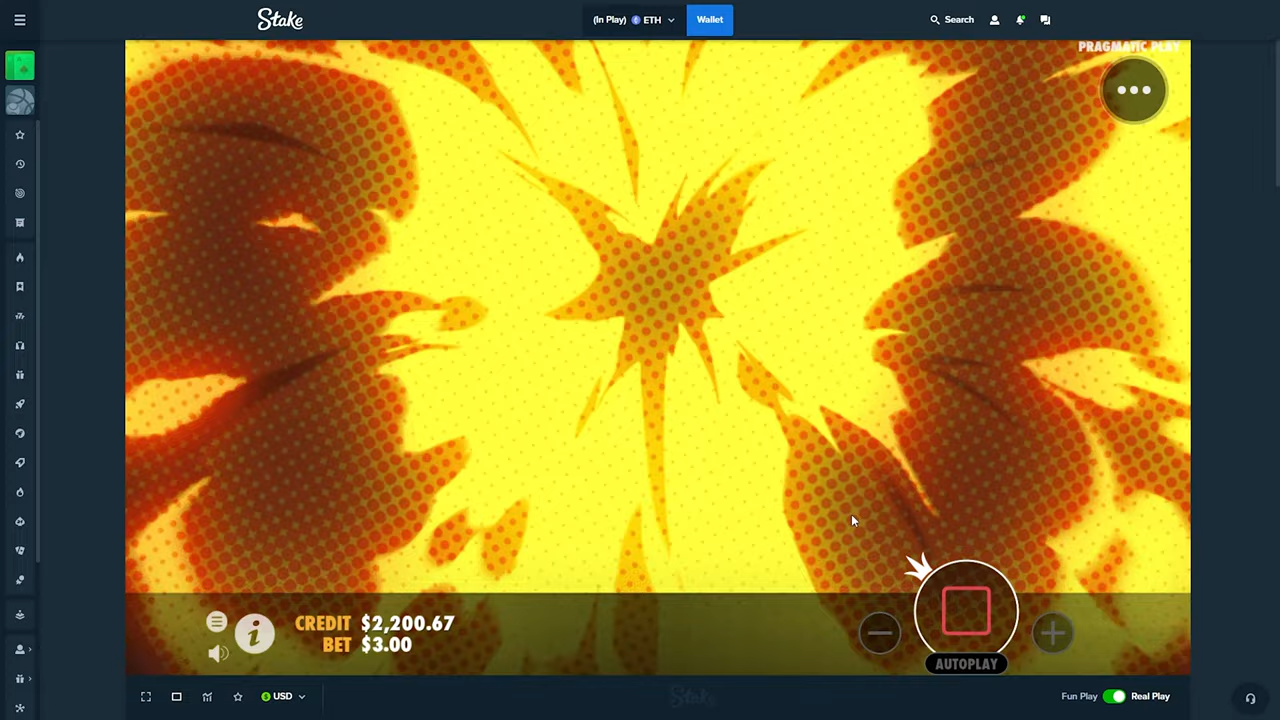 Stake
(In Play) ETH
Wallet
Search
PRAGMATIC PLAY
CREDIT $2,200.67
BET $3.00
AUTOPLAY
USD
Stake
Fun Play
Real Play